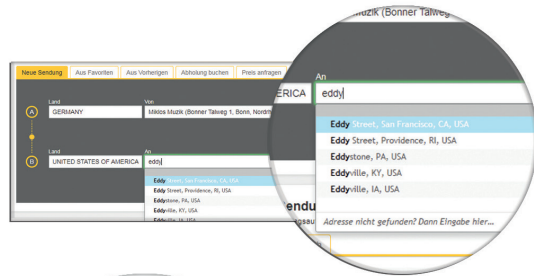 Neue Sendung Aus Favoriten Aus Vorherigen Abholung buchen Preis anfragen
Land Von
A GERMANY Miklos Muzik (Bonner Talweg 1, Bonn, Nordrh
Land An
B UNITED STATES OF AMERICA eddy
Eddy Street, San Francisco, CA, USA
Eddy Street, Providence, RI, USA
Eddystone, PA, USA
Eddyville, KY, USA
Eddyville, IA, USA
Muzik (Bonner Talweg
An
ERICA eddy
Eddy Street, San Francisco, CA, USA
Eddy Street, Providence, RI, USA
Eddystone, PA, USA
Eddyville, KY, USA
Eddyville, IA, USA
endu
Adresse nicht gefunden? Dann Eingabe hier...